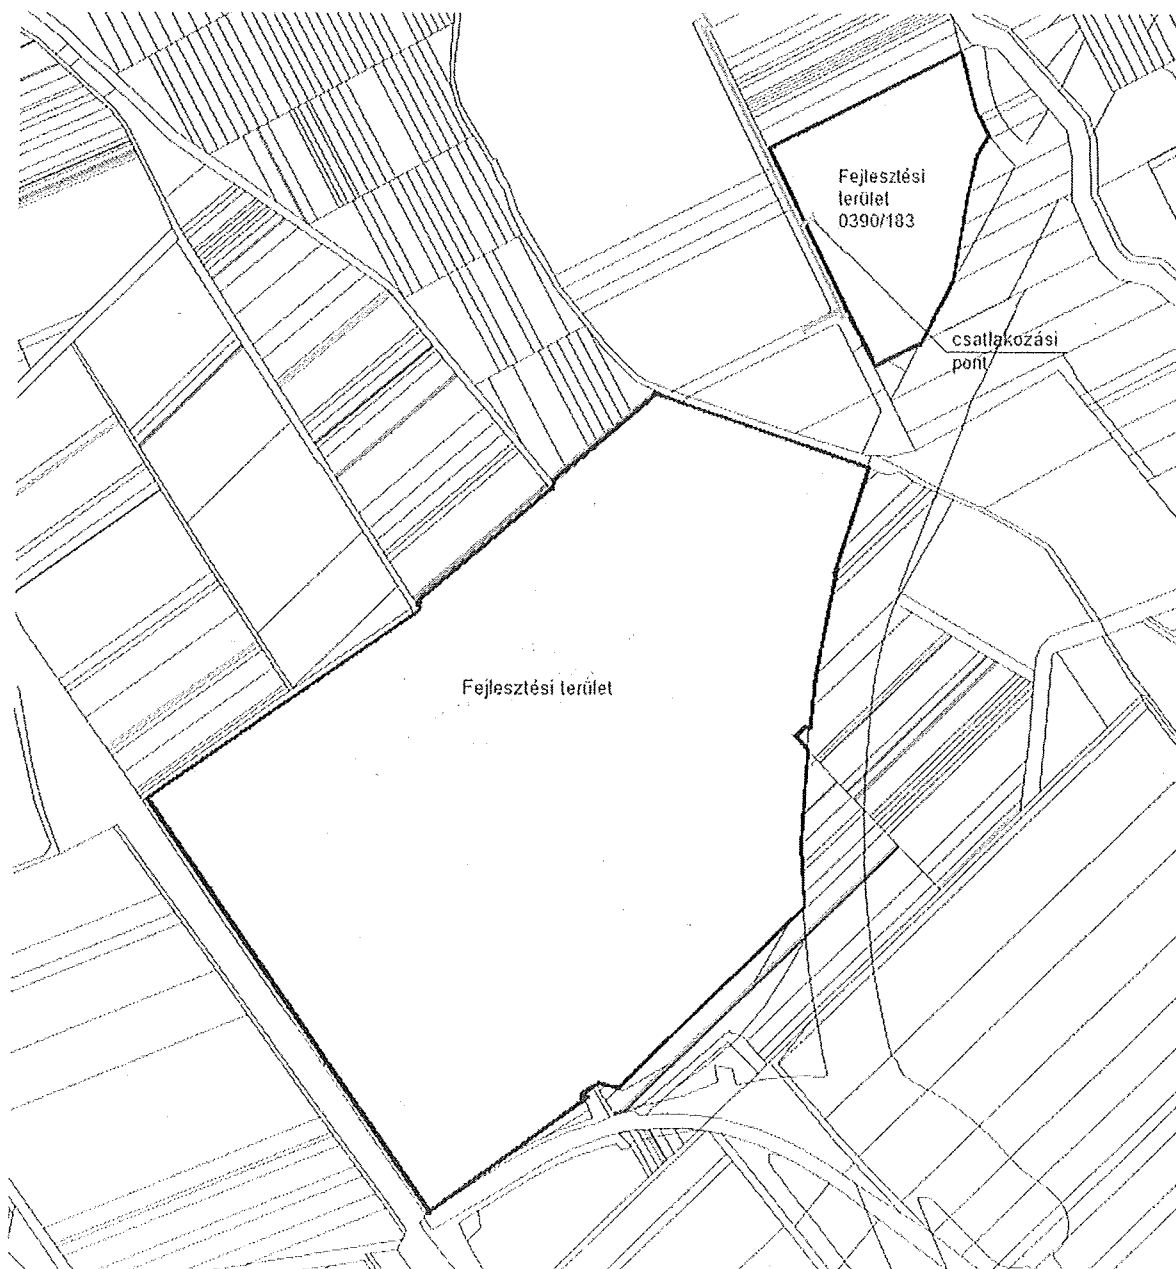 Fejlesztési
terület
0390/183
csatlakozási
pont
Fejlesztési terület